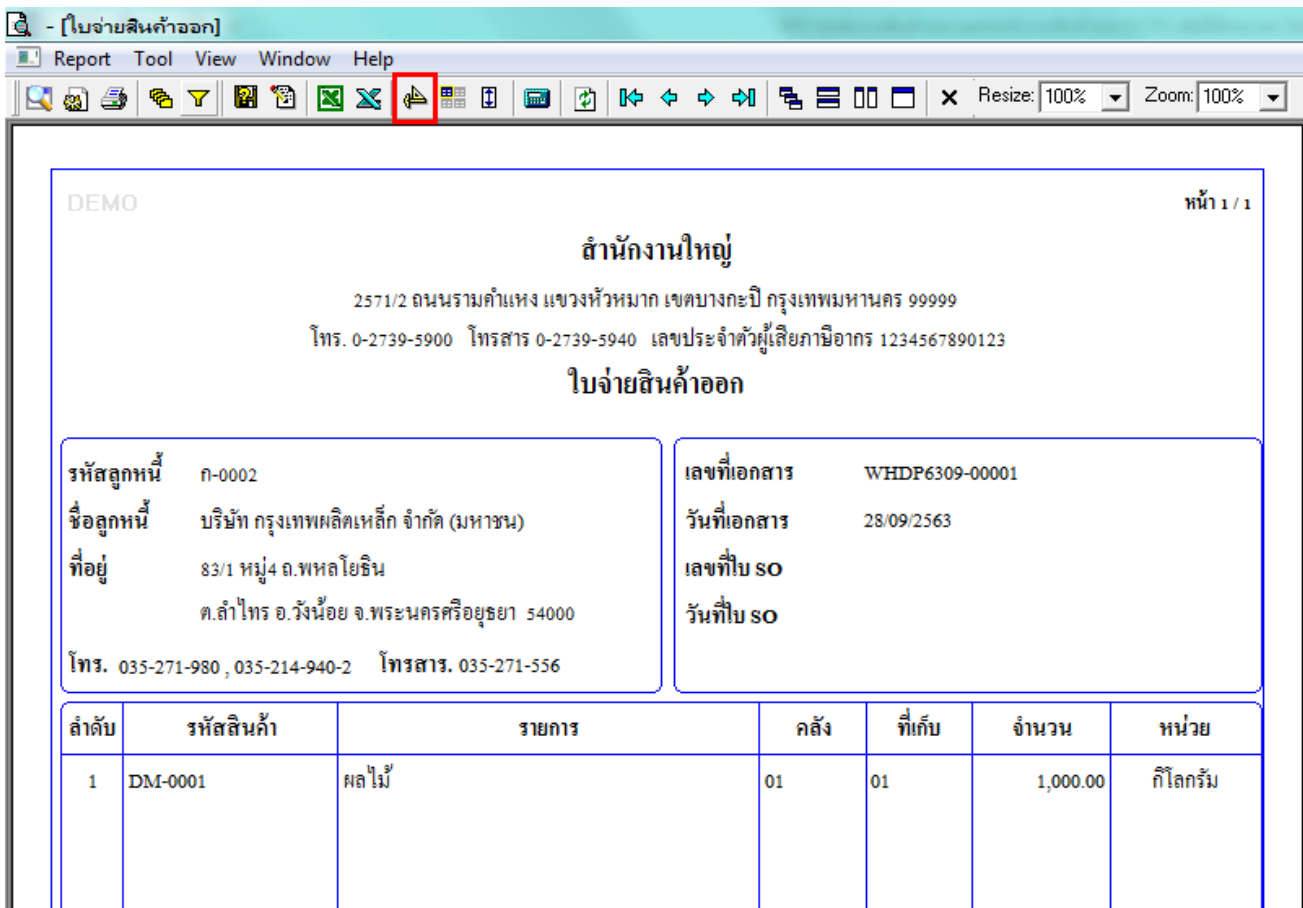 - [ใบจ่ายสินค้าออก]
Report Tool View Window Help
Resize: 100% Zoom: 100%
DEMO
หน้า 1 / 1
สำนักงานใหญ่
2571/2 ถนนรามคำแหง แขวงหัวหมาก เขตบางกะปิ กรุงเทพมหานคร 99999
โทร. 0-2739-5900 โทรสาร 0-2739-5940 เลขประจำตัวผู้เสียภาษีอากร 1234567890123
ใบจ่ายสินค้าออก
รหัสลูกหนี้ ก-0002
ชื่อลูกหนี้ บริษัท กรุงเทพผลิตเหล็ก จำกัด (มหาชน)
ที่อยู่ 83/1 หมู่4 ถ.พหลโยธิน
ต.ลำไทร อ.วังน้อย จ.พระนครศรีอยุธยา 54000
โทร. 035-271-980 , 035-214-940-2 โทรสาร. 035-271-556
เลขที่เอกสาร WHDP6309-00001
วันที่เอกสาร 28/09/2563
เลขที่ใบ SO
วันที่ใบ SO
ลำดับ รหัสสินค้า รายการ คลัง ที่เก็บ จำนวน หน่วย
1 DM-0001 ผลไม้ 01 01 1,000.00 กิโลกรัม